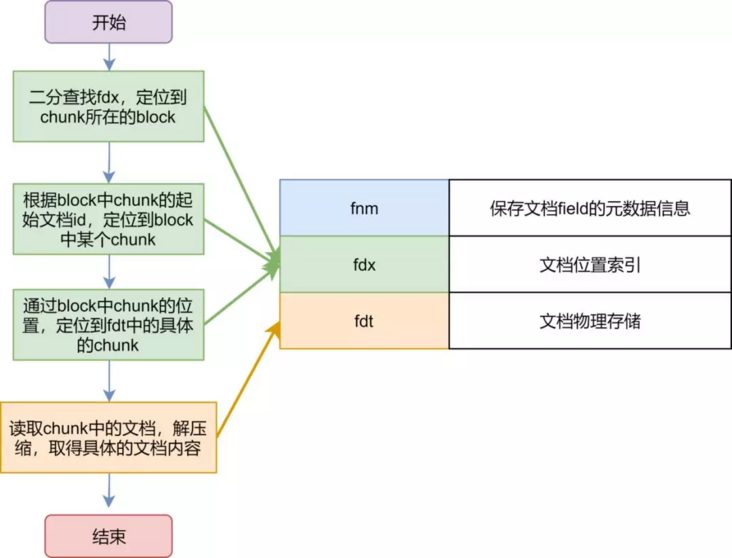 开始
二分查找fdx，定位到
chunk所在的block
根据block中chunk的起
始文档id，定位到block
中某个chunk
通过block中chunk的位
置，定位到fdt中的具体
的chunk
读取chunk中的文档，解压
缩，取得具体的文档内容
结束
fnm
保存文档field的元数据信息
fdx
文档位置索引
fdt
文档物理存储